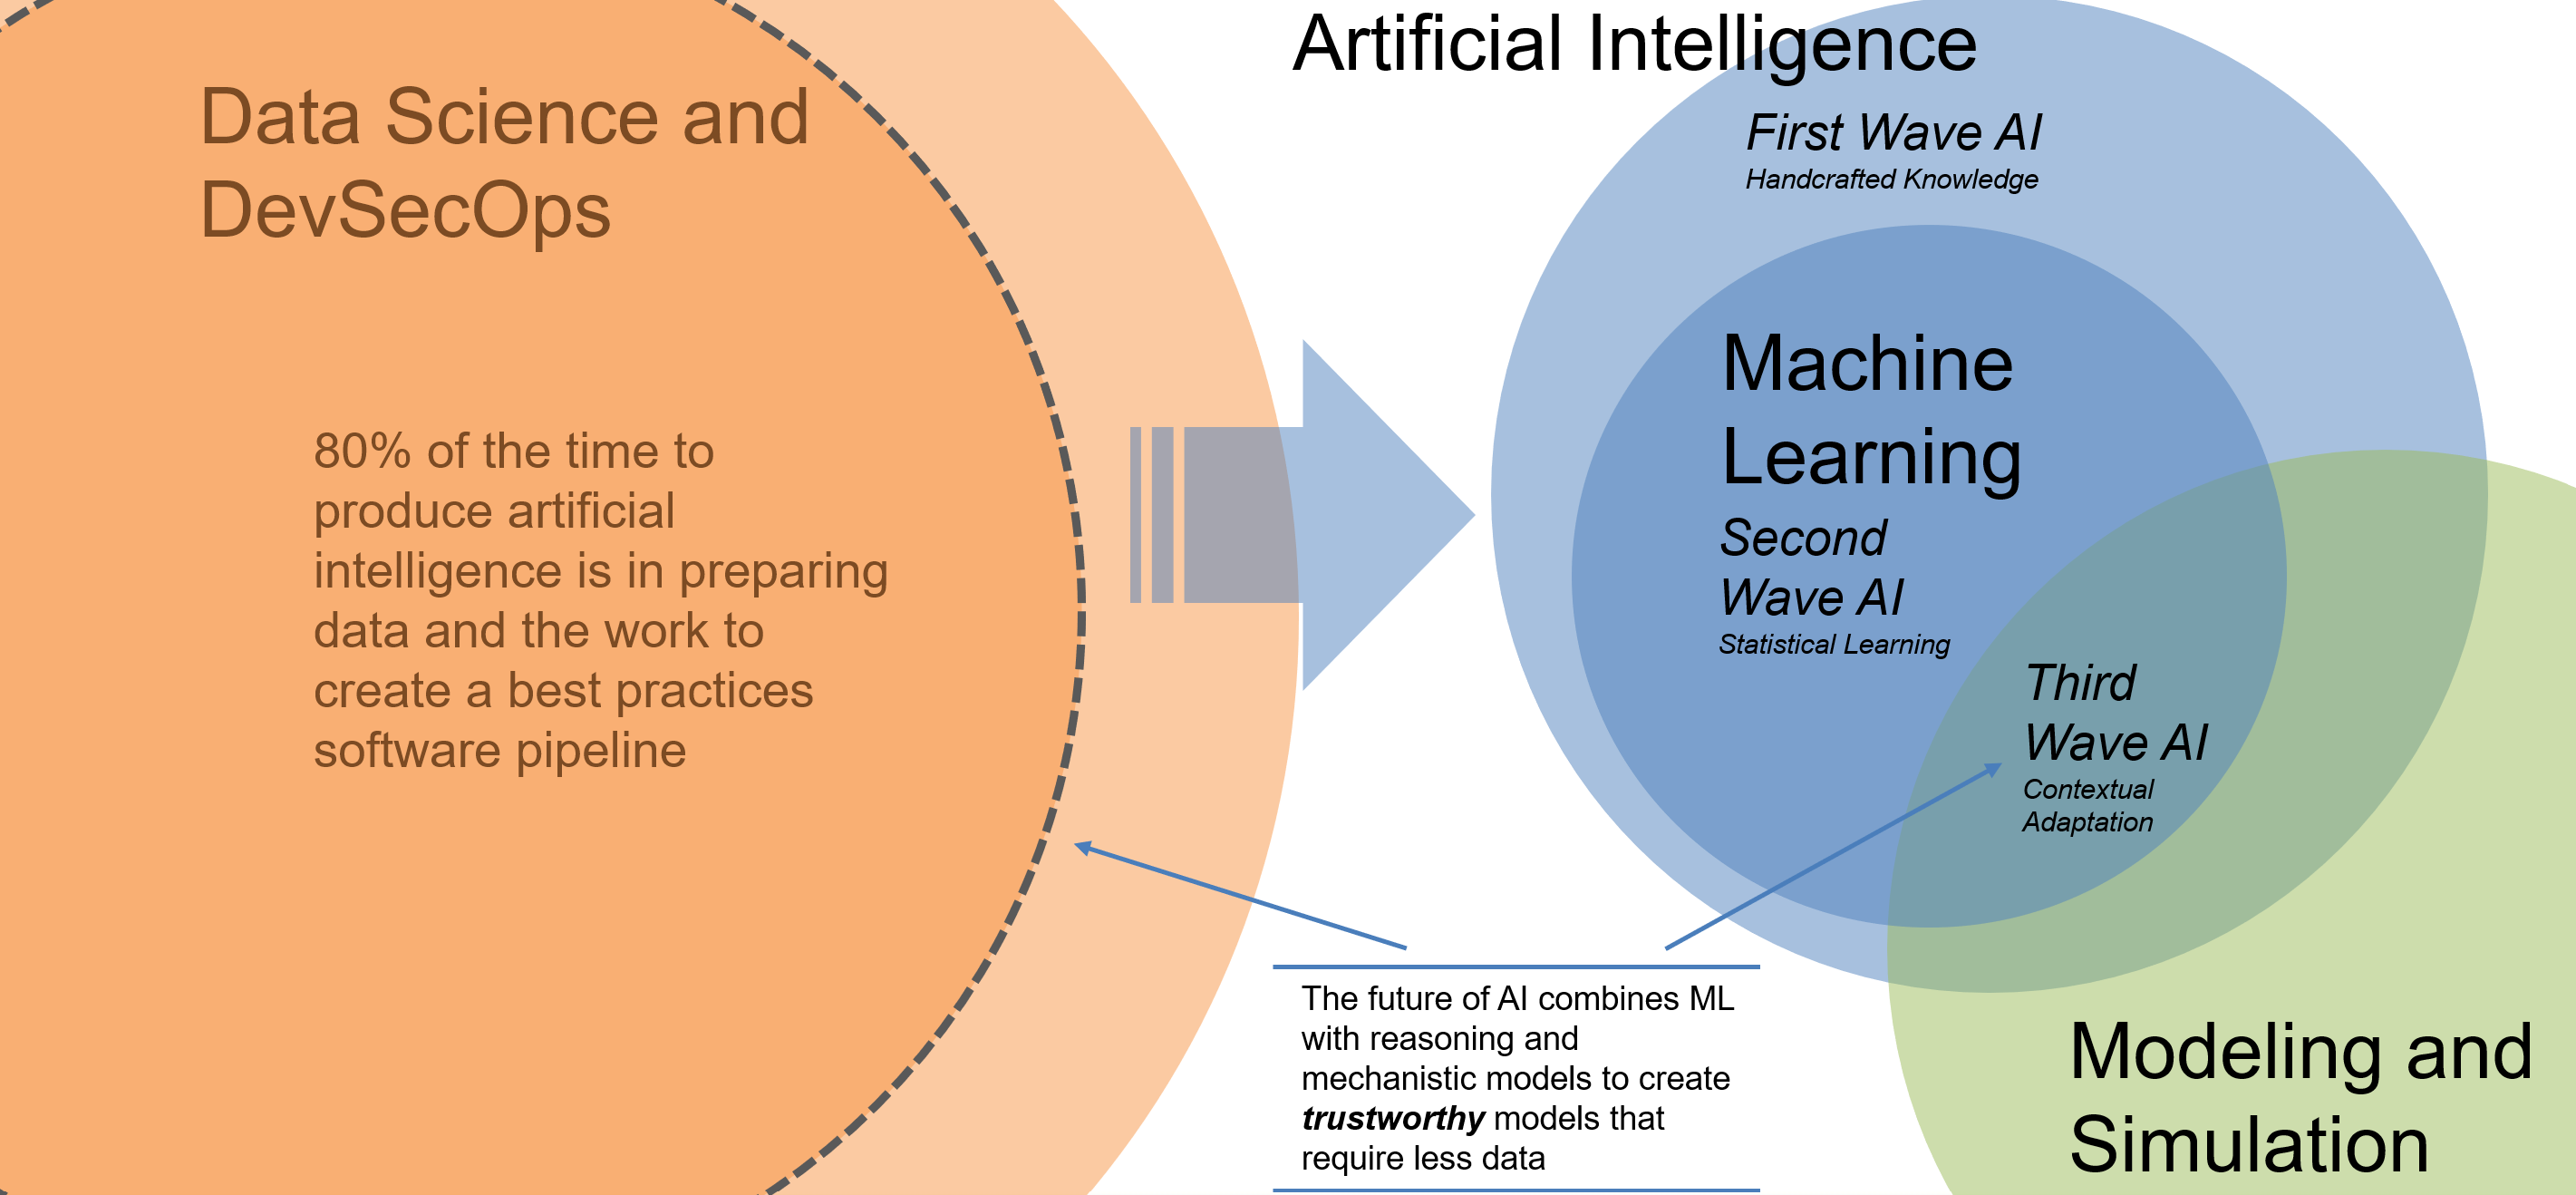 Data Science and
DevSecOps
80% of the time to
produce artificial
intelligence is in preparing
data and the work to
create a best practices
software pipeline
Artificial Intelligence
First Wave AI
Handcrafted Knowledge
Machine
Learning
Second
Wave AI
Statistical Learning
Third
Wave AI
Contextual
Adaptation
The future of AI combines ML
with reasoning and
mechanistic models to create
trustworthy models that
require less data
Modeling and
Simulation